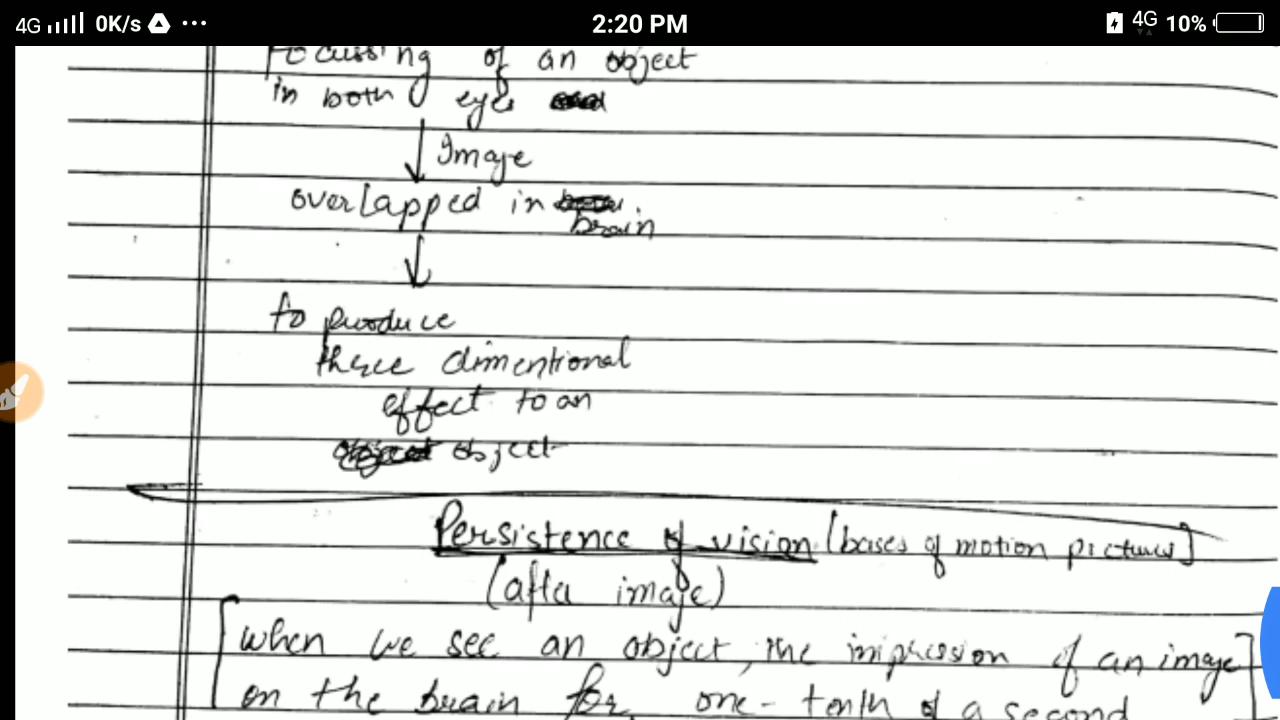 4G 0K/s ... 2:20 PM 4G 10%
Focussing of an object
in both eyes
Image
overlapped in
brain
to produce
three dimentional
effect to an
object
Persistence of vision [bases of motion pictures]
(after image)
[when we see an object, the impression of an image]
on the brain for one-tenth of a second